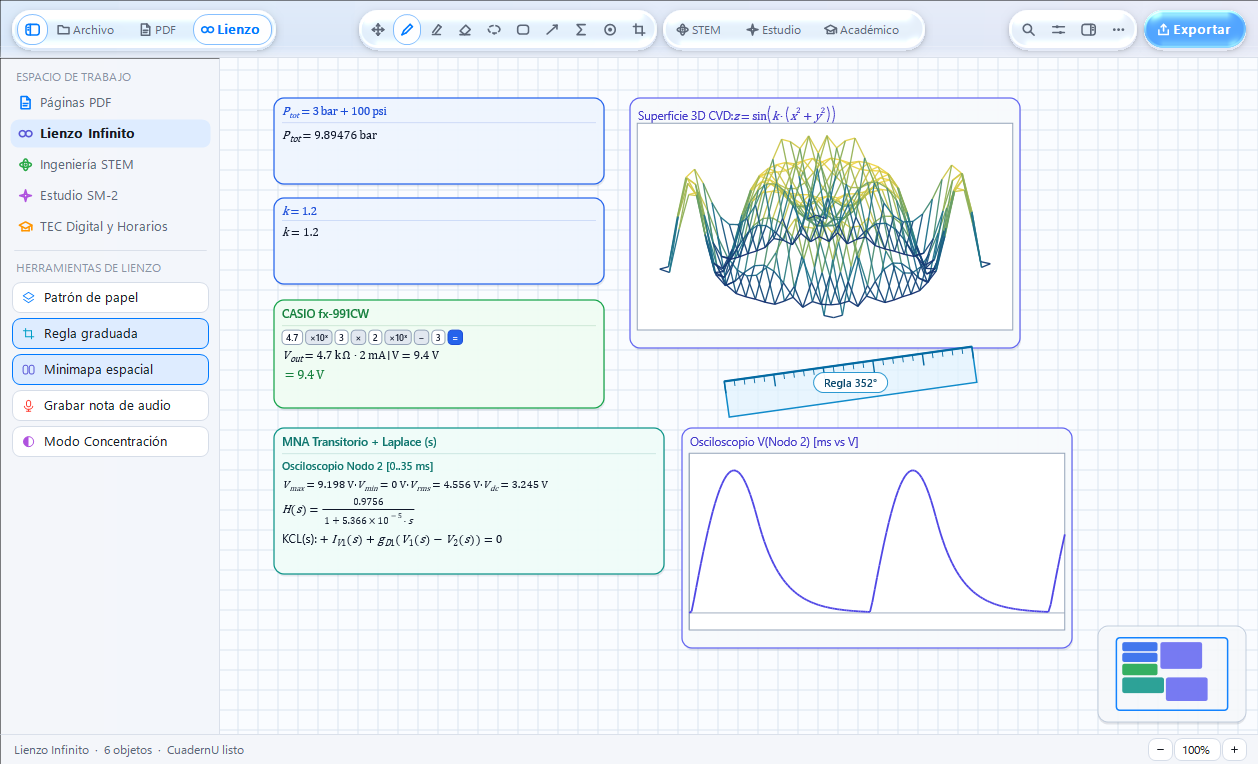 Archivo PDF Lienzo STEM Estudio Académico Exportar
ESPACIO DE TRABAJO
Páginas PDF
Lienzo Infinito
Ingeniería STEM
Estudio SM-2
TEC Digital y Horarios
HERRAMIENTAS DE LIENZO
Patrón de papel
Regla graduada
Minimapa espacial
Grabar nota de audio
Modo Concentración
P_tot = 3 bar + 100 psi
P_tot = 9.89476 bar
k = 1.2
k = 1.2
CASIO fx-991CW
4.7 ×10ˣ 3 × 2 ×10ˣ − 3 =
V_out = 4.7 kΩ · 2 mA | V = 9.4 V
= 9.4 V
Superficie 3D CVD: z = sin(k·(x² + y²))
Regla 352°
MNA Transitorio + Laplace (s)
Osciloscopio Nodo 2 [0..35 ms]
V_max = 9.198 V · V_min = 0 V · V_rms = 4.556 V · V_dc = 3.245 V
H(s) = 0.9756 / 1 + 5.366 × 10⁻⁵ · s
KCL(s): + I_V1(s) + g_D1(V_1(s) − V_2(s)) = 0
Osciloscopio V(Nodo 2) [ms vs V]
Lienzo Infinito · 6 objetos · CuadernU listo
− 100% +